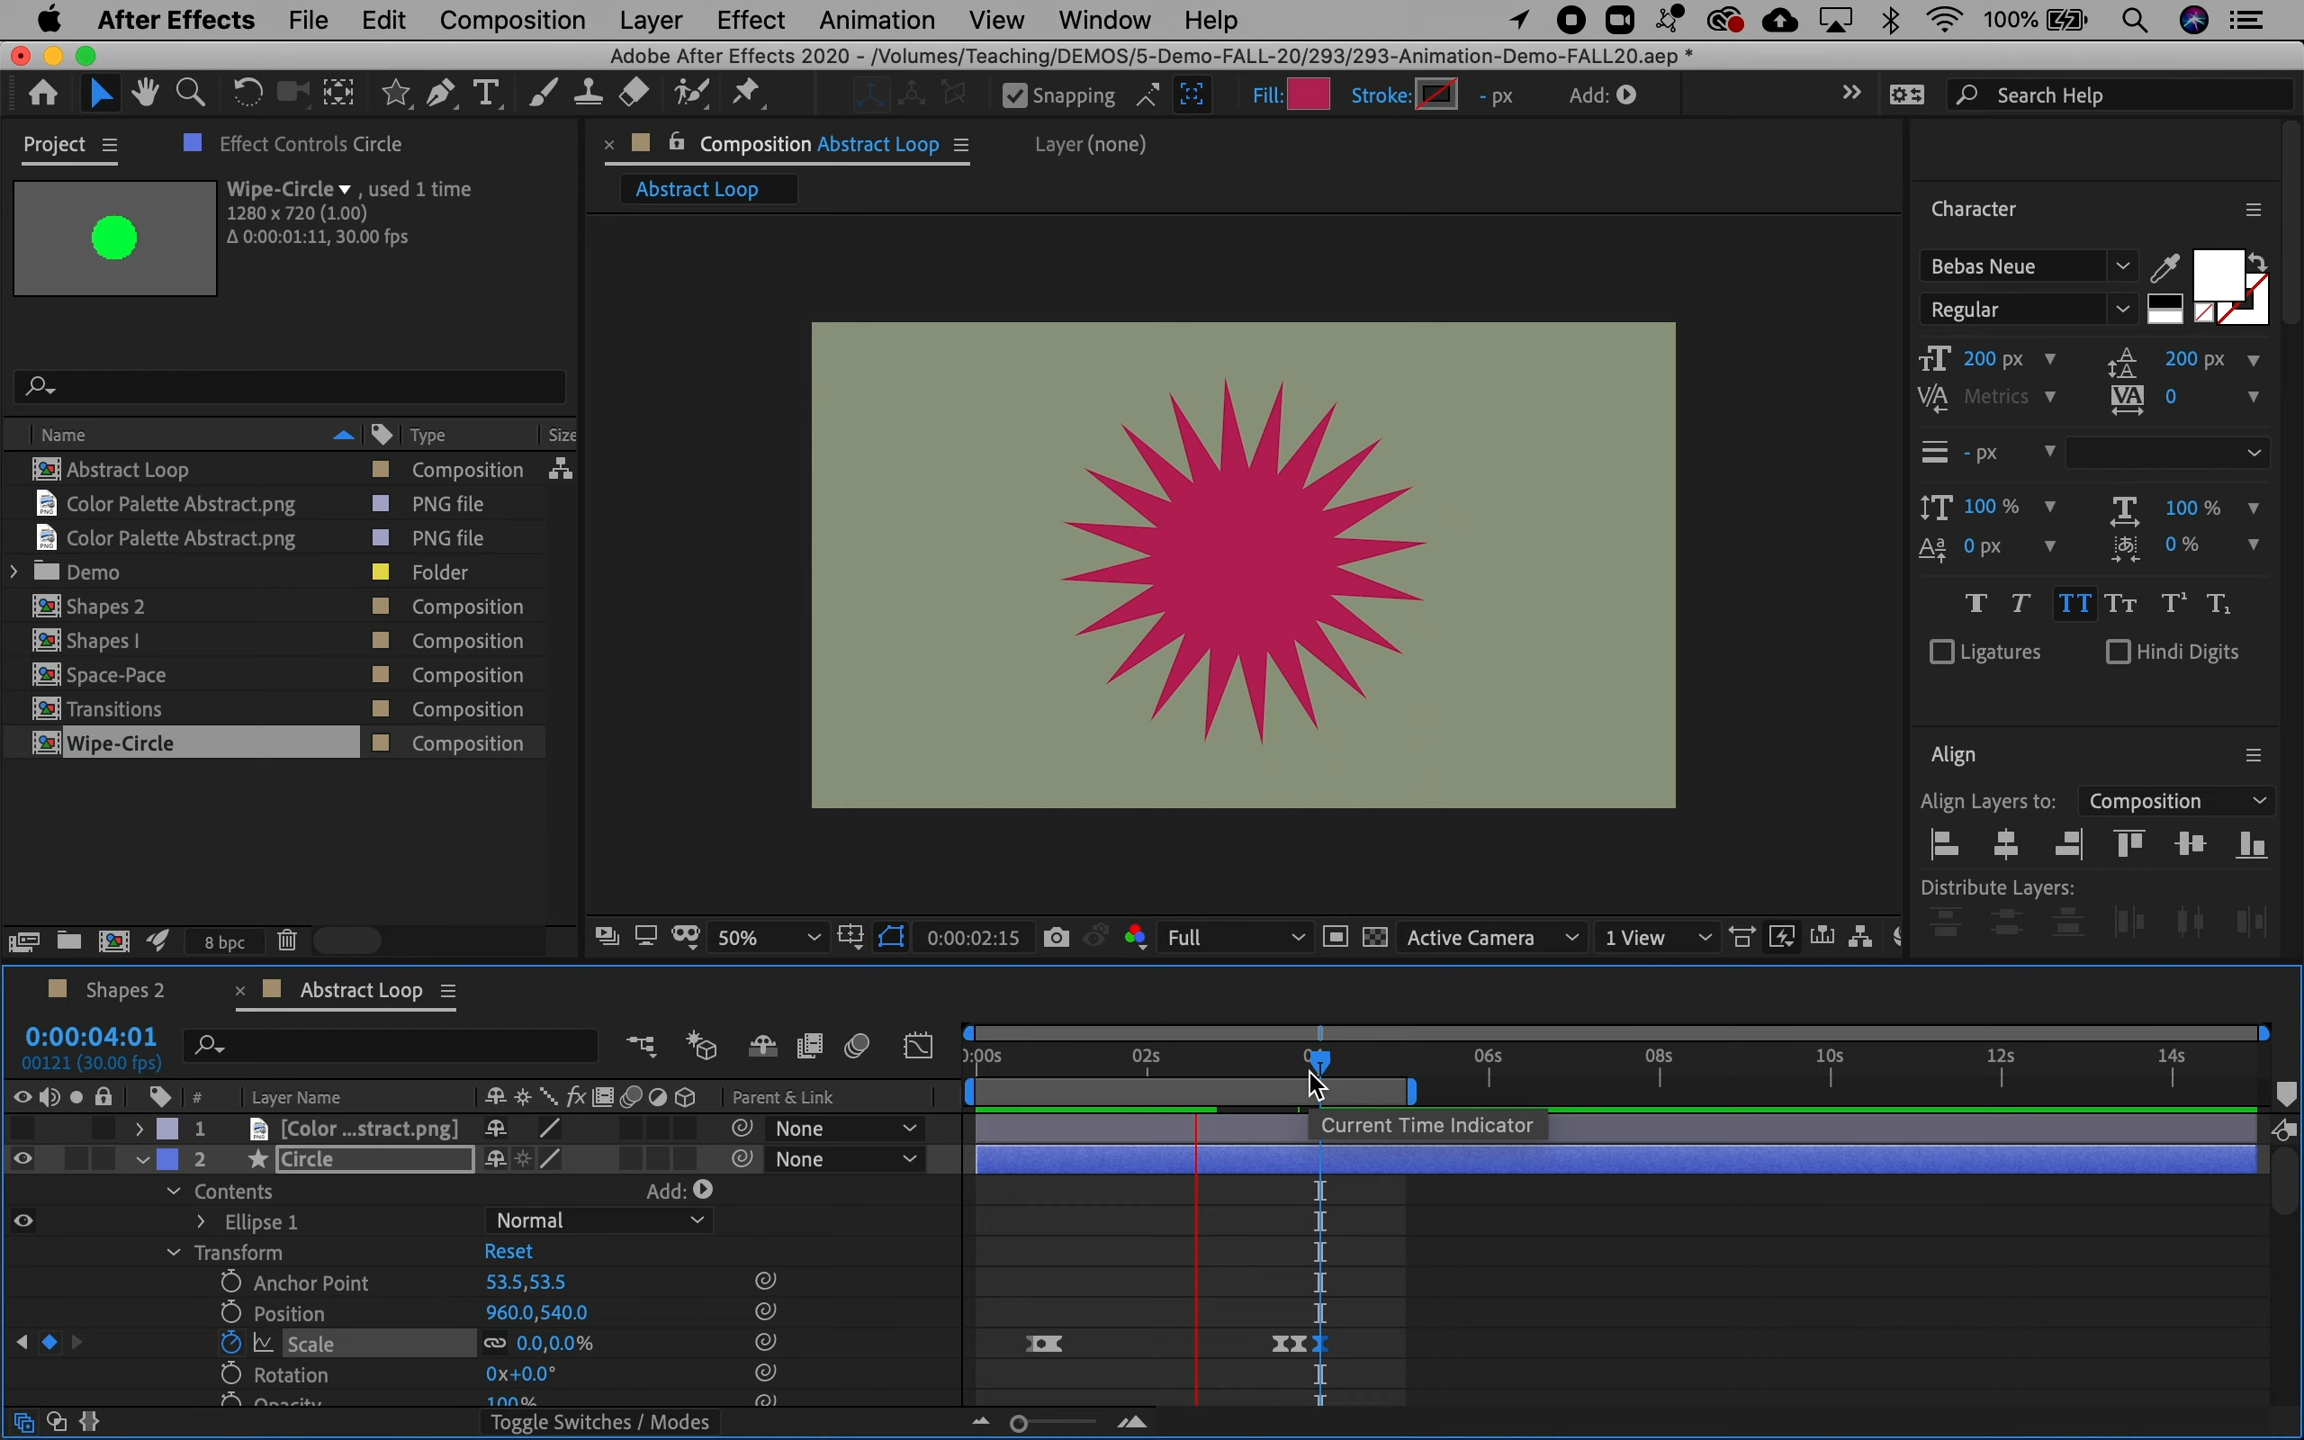 After Effects File Edit Composition Layer Effect Animation View Window Help 100%
Adobe After Effects 2020 - /Volumes/Teaching/DEMOS/5-Demo-FALL-20/293/293-Animation-Demo-FALL20.aep *
Snapping Fill: Stroke: - px Add: Search Help
Project Effect Controls Circle
Composition Abstract Loop Layer (none)
Abstract Loop
Wipe-Circle , used 1 time
1280 x 720 (1.00)
Δ 0:00:01:11, 30.00 fps
Name Type Size
Abstract Loop Composition
Color Palette Abstract.png PNG file
Color Palette Abstract.png PNG file
Demo Folder
Shapes 2 Composition
Shapes I Composition
Space-Pace Composition
Transitions Composition
Wipe-Circle Composition
8 bpc
50% 0:00:02:15 Full Active Camera 1 View
Character
Bebas Neue
Regular
200 px 200 px
Metrics 0
- px
100 % 100 %
0 px 0 %
Ligatures Hindi Digits
Align
Align Layers to: Composition
Distribute Layers:
Shapes 2 Abstract Loop
0:00:04:01
00121 (30.00 fps)
02s 06s 08s 10s 12s 14s
# Layer Name Parent & Link
1 [Color ...stract.png] None
2 Circle None
Current Time Indicator
Contents Add:
Ellipse 1 Normal
Transform Reset
Anchor Point 53.5,53.5
Position 960.0,540.0
Scale 0.0,0.0%
Rotation 0x+0.0°
Opacity 100%
Toggle Switches / Modes